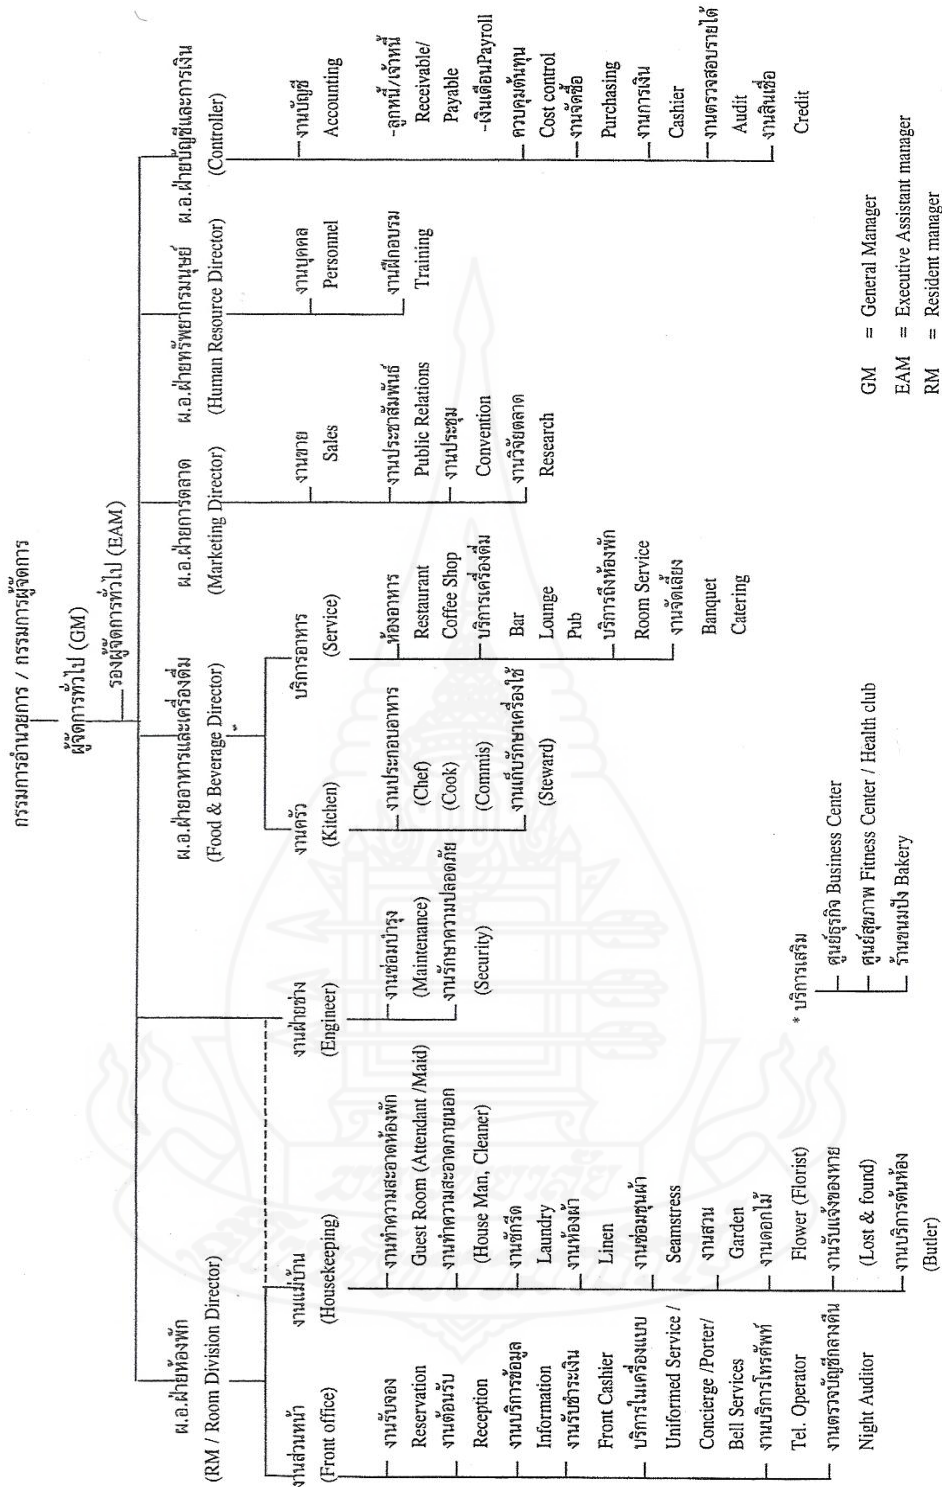 กรรมการอำนวยการ / กรรมการผู้จัดการ
ผู้จัดการทั่วไป (GM)
รองผู้จัดการทั่วไป (EAM)
ผ.อ.ฝ่ายห้องพัก
(RM / Room Division Director)
งานส่วนหน้า
(Front office)
งานรับจอง
Reservation
งานต้อนรับ
Reception
งานบริการข้อมูล
Information
งานรับชำระเงิน
Front Cashier
บริการในเครื่องแบบ
Uniformed Service /
Concierge /Porter/
Bell Services
งานบริการโทรศัพท์
Tel. Operator
งานตรวจบัญชีกลางคืน
Night Auditor
งานแม่บ้าน
(Housekeeping)
งานทำความสะอาดห้องพัก
Guest Room (Attendant /Maid)
งานทำความสะอาดภายนอก
(House Man, Cleaner)
งานซักรีด
Laundry
งานห้องผ้า
Linen
งานซ่อมชุนผ้า
Seamstress
งานสวน
Garden
งานดอกไม้
Flower (Florist)
งานรับแจ้งของหาย
(Lost & found)
งานบริการต้นห้อง
(Butler)
งานฝ่ายช่าง
(Engineer)
งานซ่อมบำรุง
(Maintenance)
งานรักษาความปลอดภัย
(Security)
ผ.อ.ฝ่ายอาหารและเครื่องดื่ม
(Food & Beverage Director)
*
งานครัว
(Kitchen)
งานประกอบอาหาร
(Chef)
(Cook)
(Commis)
งานเก็บรักษาเครื่องใช้
(Steward)
บริการอาหาร
(Service)
ห้องอาหาร
Restaurant
Coffee Shop
บริการเครื่องดื่ม
Bar
Lounge
Pub
บริการถึงห้องพัก
Room Service
งานจัดเลี้ยง
Banquet
Catering
ผ.อ.ฝ่ายการตลาด
(Marketing Director)
งานขาย
Sales
งานประชาสัมพันธ์
Public Relations
งานประชุม
Convention
งานวิจัยตลาด
Research
ผ.อ.ฝ่ายทรัพยากรมนุษย์
(Human Resource Director)
งานบุคคล
Personnel
งานฝึกอบรม
Training
ผ.อ.ฝ่ายบัญชีและการเงิน
(Controller)
งานบัญชี
Accounting
-ลูกหนี้/เจ้าหนี้
Receivable/
Payable
-เงินเดือนPayroll
ควบคุมต้นทุน
Cost control
งานจัดซื้อ
Purchasing
งานการเงิน
Cashier
งานตรวจสอบรายได้
Audit
งานสินเชื่อ
Credit
* บริการเสริม
ศูนย์ธุรกิจ Business Center
ศูนย์สุขภาพ Fitness Center / Health club
ร้านขนมปัง Bakery
GM = General Manager
EAM = Executive Assistant manager
RM = Resident manager